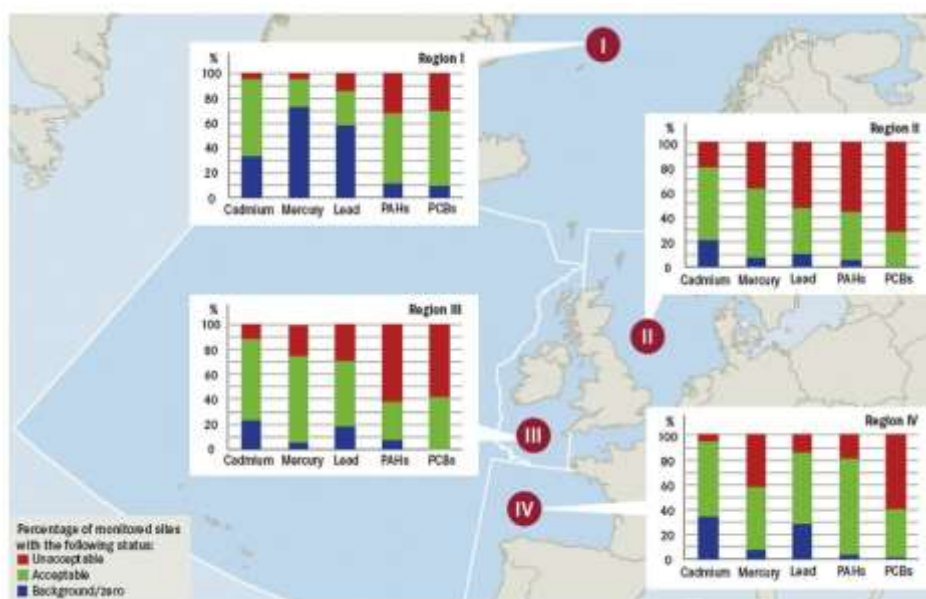 I
% Region I
100
80
60
40
20
0
Cadmium Mercury Lead PAHs PCBs
% Region II
100
80
60
40
20
0
Cadmium Mercury Lead PAHs PCBs
II
% Region III
100
80
60
40
20
0
Cadmium Mercury Lead PAHs PCBs
III
% Region IV
100
80
60
40
20
0
Cadmium Mercury Lead PAHs PCBs
IV
Percentage of monitored sites
with the following status:
Unacceptable
Acceptable
Background/zero